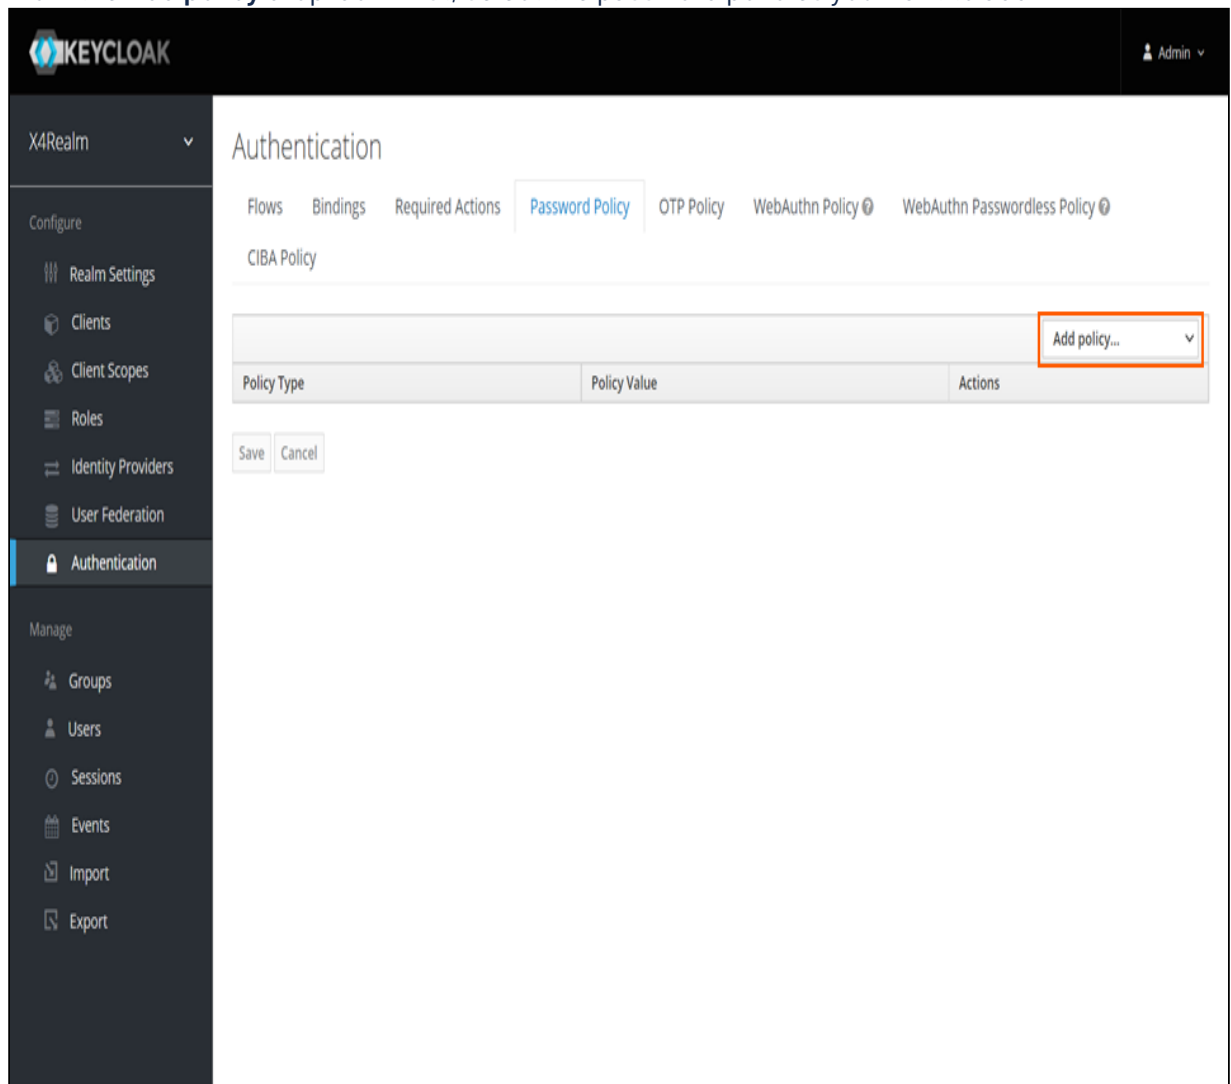 KEYCLOAK
Admin
X4Realm
Authentication
Flows Bindings Required Actions Password Policy OTP Policy WebAuthn Policy WebAuthn Passwordless Policy
CIBA Policy
Configure
Realm Settings
Clients
Client Scopes
Roles
Identity Providers
User Federation
Authentication
Manage
Groups
Users
Sessions
Events
Import
Export
Add policy...
Policy Type Policy Value Actions
Save Cancel